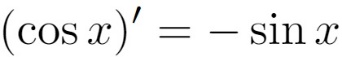 (cos x)′ = − sin x